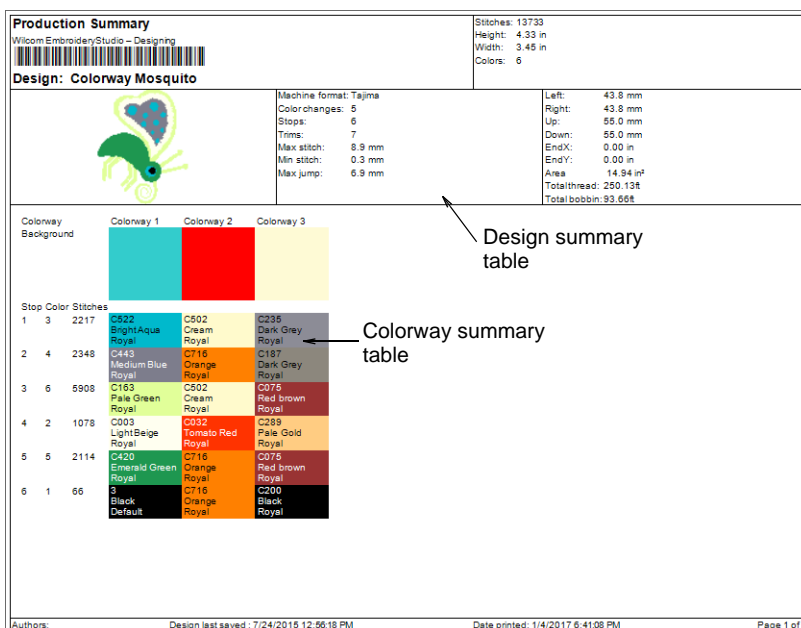 Production Summary
Wilcom EmbroideryStudio – Designing
Design: Colorway Mosquito
Stitches: 13733
Height: 4.33 in
Width: 3.45 in
Colors: 6
Machine format: Tajima
Color changes: 5
Stops: 6
Trims: 7
Max stitch: 8.9 mm
Min stitch: 0.3 mm
Max jump: 6.9 mm
Left: 43.8 mm
Right: 43.8 mm
Up: 55.0 mm
Down: 55.0 mm
EndX: 0.00 in
EndY: 0.00 in
Area 14.94 in²
Total thread: 250.13ft
Total bobbin: 93.66ft
Design summary
table
Colorway Colorway 1 Colorway 2 Colorway 3
Background
Stop Color Stitches
1 3 2217 C522 C502 C235
Bright Aqua Cream Dark Grey
Royal Royal Royal
Colorway summary
table
2 4 2348 C443 C716 C187
Medium Blue Orange Dark Grey
Royal Royal Royal
3 6 5908 C163 C502 C075
Pale Green Cream Red brown
Royal Royal Royal
4 2 1078 C003 C032 C289
Light Beige Tomato Red Pale Gold
Royal Royal Royal
5 5 2114 C420 C716 C075
Emerald Green Orange Red brown
Royal Royal Royal
6 1 66 3 C716 C200
Black Orange Black
Default Royal Royal
Authors: Design last saved : 7/24/2015 12:56:18 PM Date printed: 1/4/2017 6:41:08 PM Page 1 of